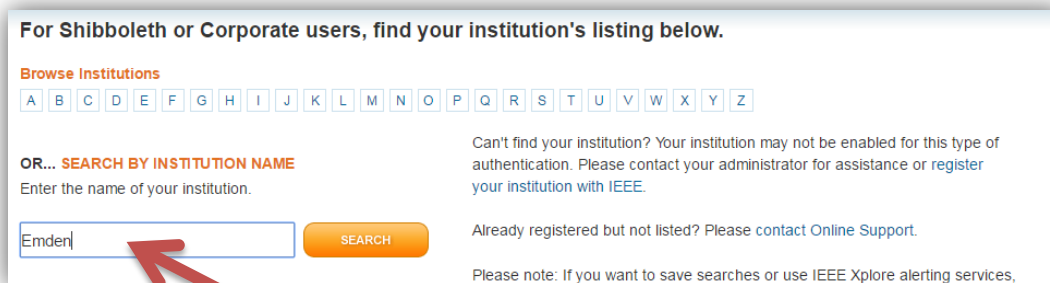 For Shibboleth or Corporate users, find your institution's listing below.
Browse Institutions
A B C D E F G H I J K L M N O P Q R S T U V W X Y Z
OR... SEARCH BY INSTITUTION NAME
Enter the name of your institution.
Emden
SEARCH
Can't find your institution? Your institution may not be enabled for this type of
authentication. Please contact your administrator for assistance or register
your institution with IEEE.
Already registered but not listed? Please contact Online Support.
Please note: If you want to save searches or use IEEE Xplore alerting services,